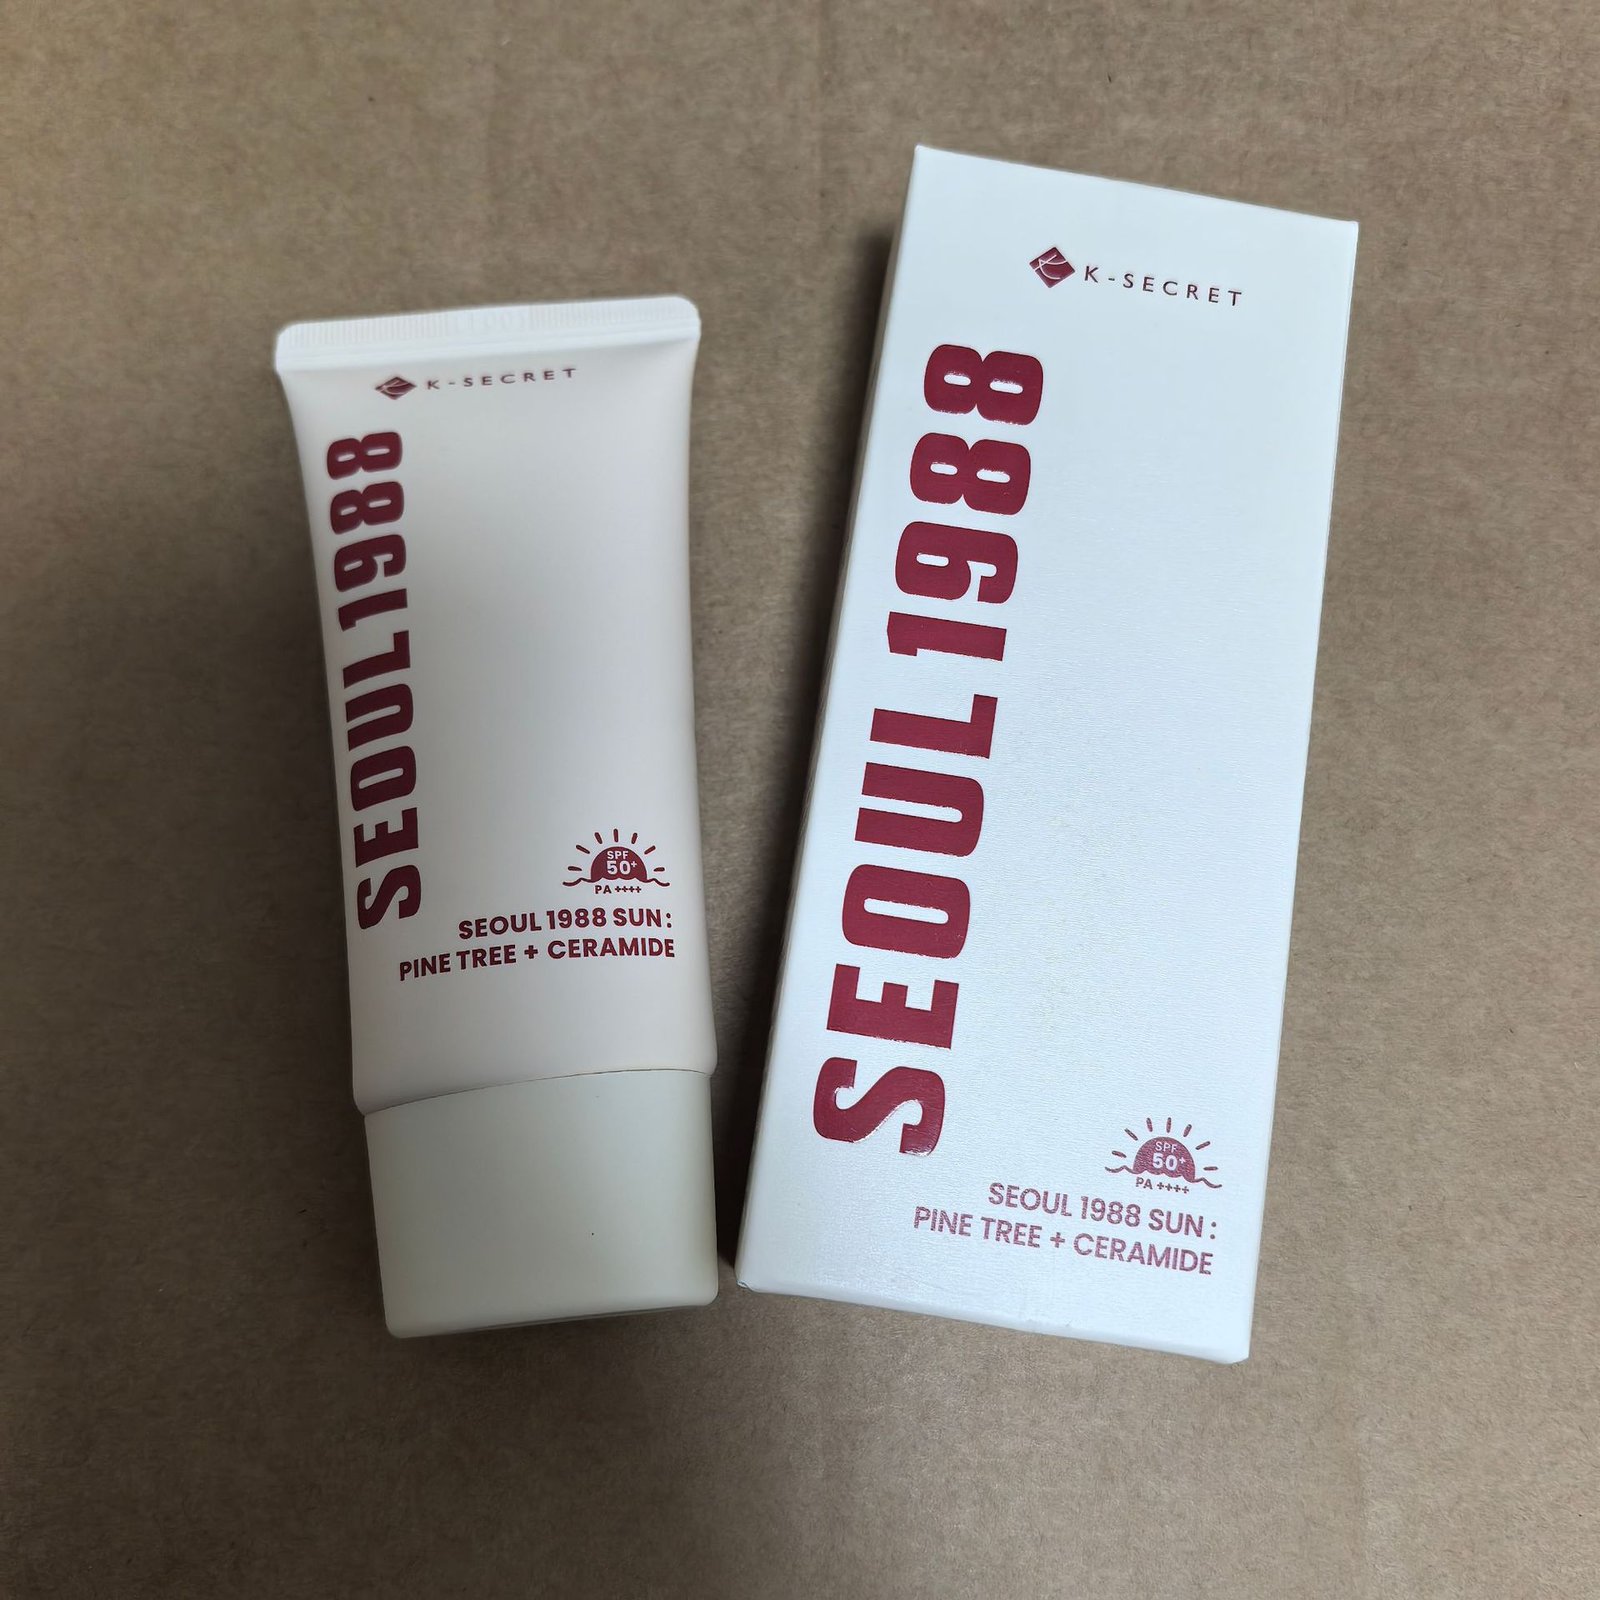 K-SECRET
SEOUL1988
SPF
50+
PA ++++
SEOUL 1988 SUN :
PINE TREE + CERAMIDE
K-SECRET
SEOUL1988
SPF
50+
PA ++++
SEOUL 1988 SUN :
PINE TREE + CERAMIDE